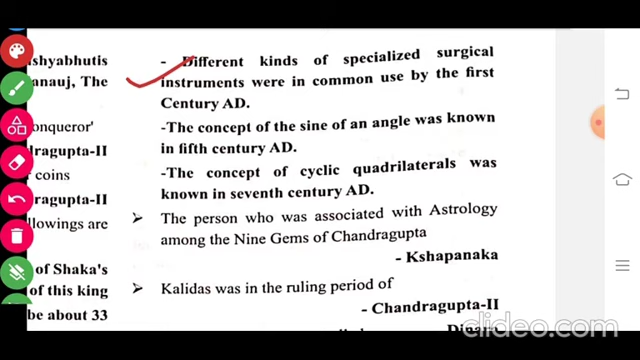 shyabhutis
anauj, The
onqueror'
dragupta-II
coins
ragupta-II
llowings are
of Shaka's
of this king
be about 33
- Different kinds of specialized surgical
instruments were in common use by the first
Century AD.
-The concept of the sine of an angle was known
in fifth century AD.
-The concept of cyclic quadrilaterals was
known in seventh century AD.
➢ The person who was associated with Astrology
among the Nine Gems of Chandragupta
- Kshapanaka
➢ Kalidas was in the ruling period of
- Chandragupta-II
Dinara
clideo.com